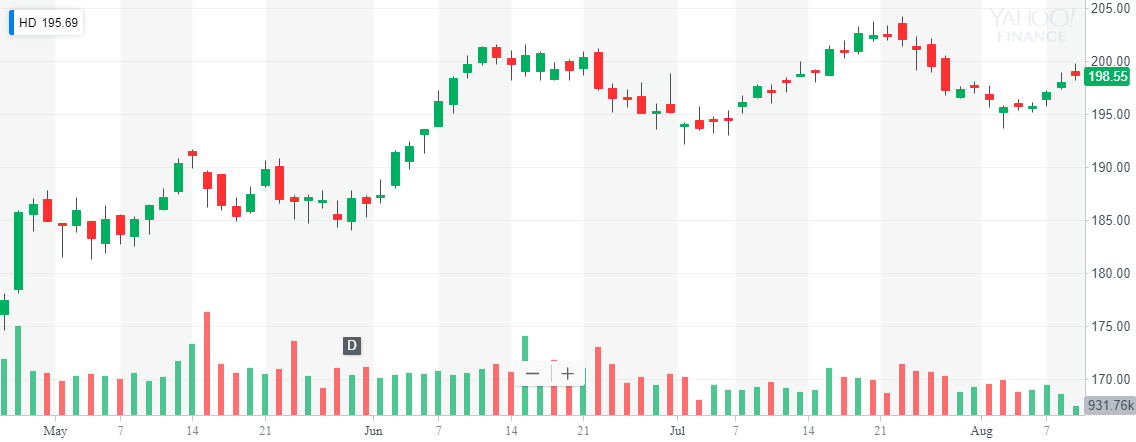 HD 195.69
YAHOO!
FINANCE
205.00
200.00
198.55
195.00
190.00
185.00
180.00
175.00
170.00
D
931.76k
May 7 14 21 Jun 7 14 21 Jul 7 14 21 Aug 7